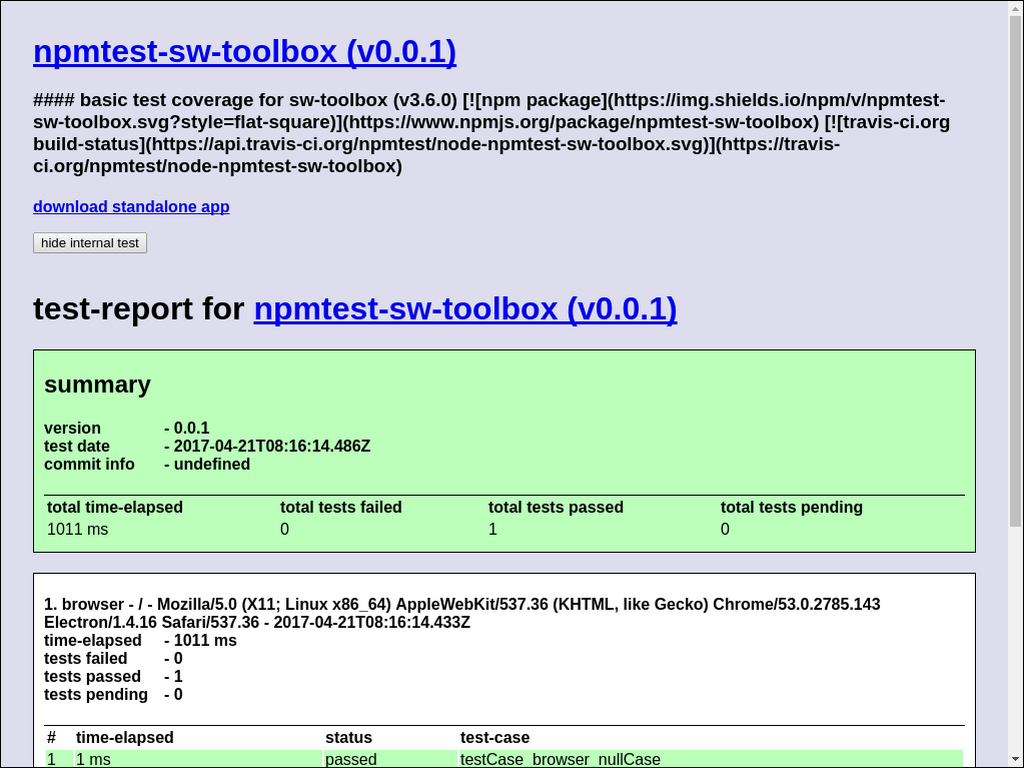 npmtest-sw-toolbox (v0.0.1)
#### basic test coverage for sw-toolbox (v3.6.0) [![npm package](https://img.shields.io/npm/v/npmtest-
sw-toolbox.svg?style=flat-square)](https://www.npmjs.org/package/npmtest-sw-toolbox) [![travis-ci.org
build-status](https://api.travis-ci.org/npmtest/node-npmtest-sw-toolbox.svg)](https://travis-
ci.org/npmtest/node-npmtest-sw-toolbox)
download standalone app
hide internal test
test-report for npmtest-sw-toolbox (v0.0.1)
summary
version - 0.0.1
test date - 2017-04-21T08:16:14.486Z
commit info - undefined
total time-elapsed total tests failed total tests passed total tests pending
1011 ms 0 1 0
1. browser - / - Mozilla/5.0 (X11; Linux x86_64) AppleWebKit/537.36 (KHTML, like Gecko) Chrome/53.0.2785.143
Electron/1.4.16 Safari/537.36 - 2017-04-21T08:16:14.433Z
time-elapsed - 1011 ms
tests failed - 0
tests passed - 1
tests pending - 0
# time-elapsed status test-case
1 1 ms passed testCase_browser_nullCase